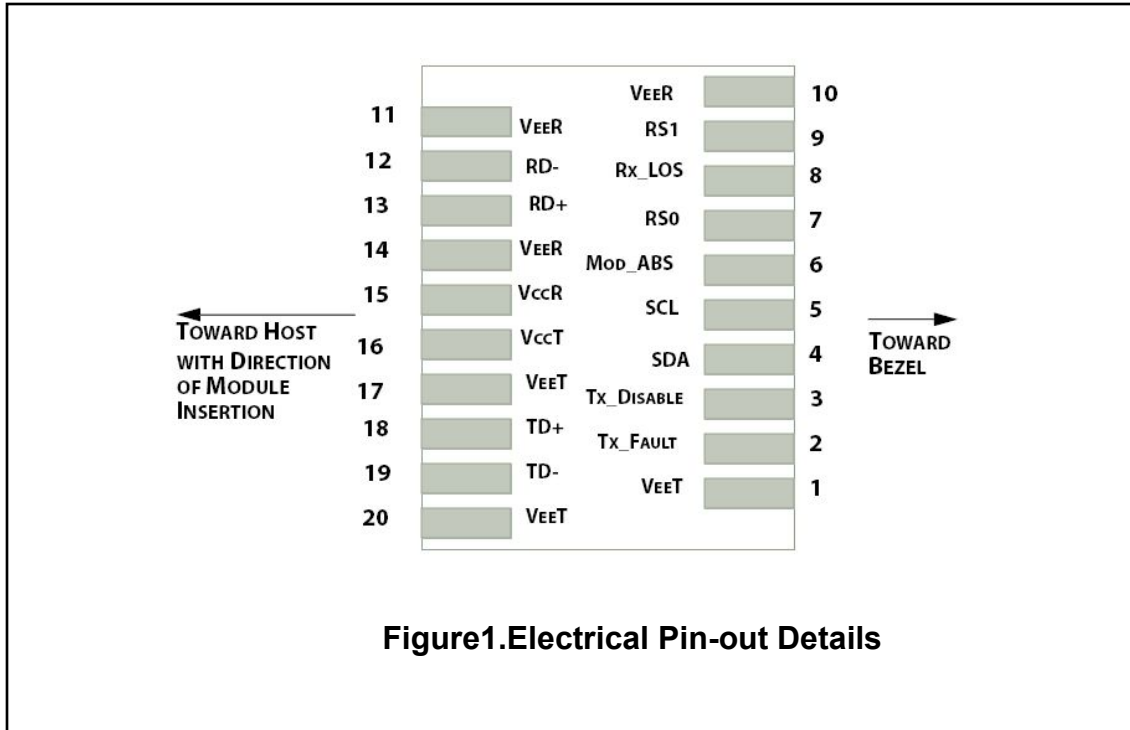 VEER 10
11 VEER
RS1 9
12 RD-
Rx_LOS 8
13 RD+
RS0 7
14 VEER
MOD_ABS 6
15 VCCR
SCL 5
16 VCCT
SDA 4
17 VEET
TX_DISABLE 3
18 TD+
TX_FAULT 2
19 TD-
VEET 1
20 VEET
TOWARD HOST
WITH DIRECTION
OF MODULE
INSERTION
TOWARD
BEZEL
Figure1.Electrical Pin-out Details